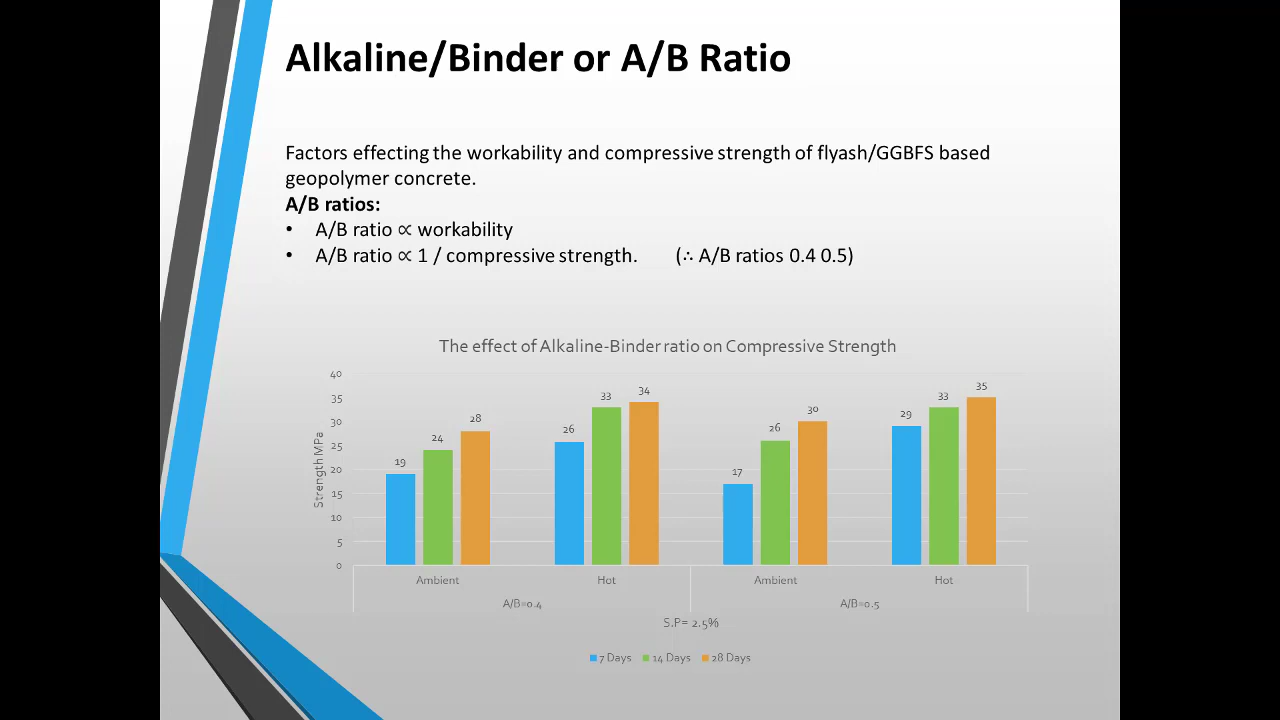 Alkaline/Binder or A/B Ratio
Factors effecting the workability and compressive strength of flyash/GGBFS based
geopolymer concrete.
A/B ratios:
• A/B ratio ∝ workability
• A/B ratio ∝ 1 / compressive strength. (∴ A/B ratios 0.4 0.5)
The effect of Alkaline-Binder ratio on Compressive Strength
Strength MPa
40
35
30
25
20
15
10
5
0
19
24
28
26
33
34
17
26
30
29
33
35
Ambient
Hot
Ambient
Hot
A/B=0.4
A/B=0.5
S.P= 2.5%
7 Days
14 Days
28 Days